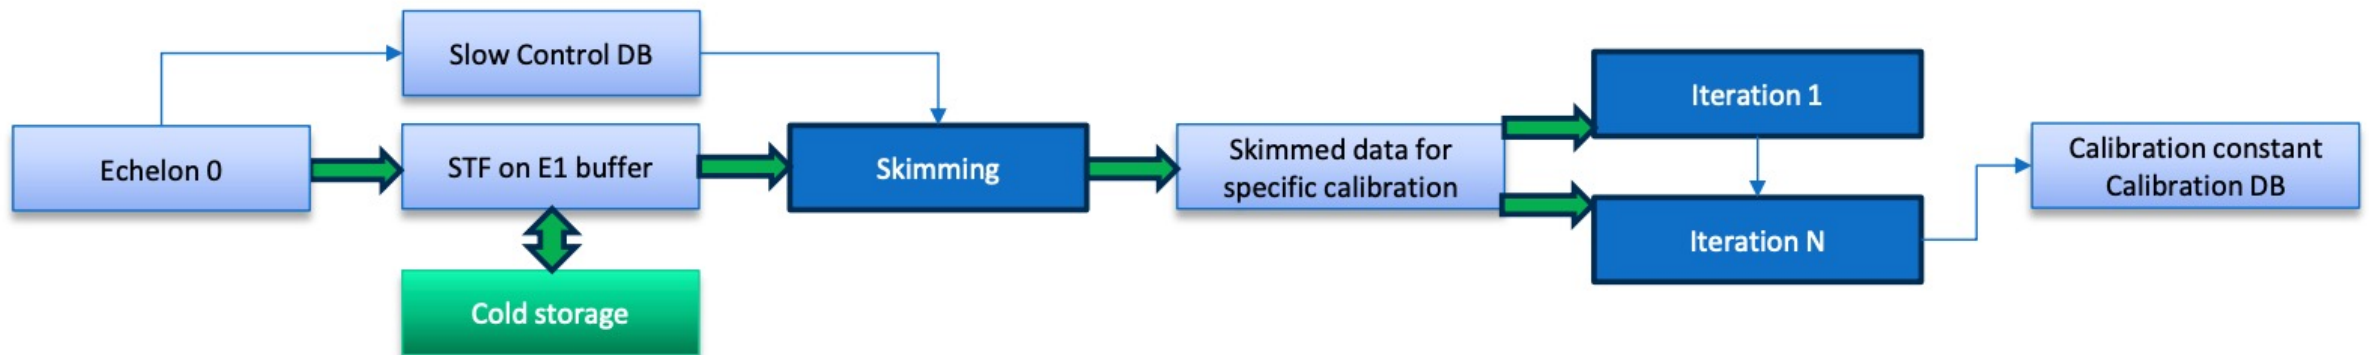 Slow Control DB
Echelon 0
STF on E1 buffer
Cold storage
Skimming
Skimmed data for
specific calibration
Iteration 1
Iteration N
Calibration constant
Calibration DB